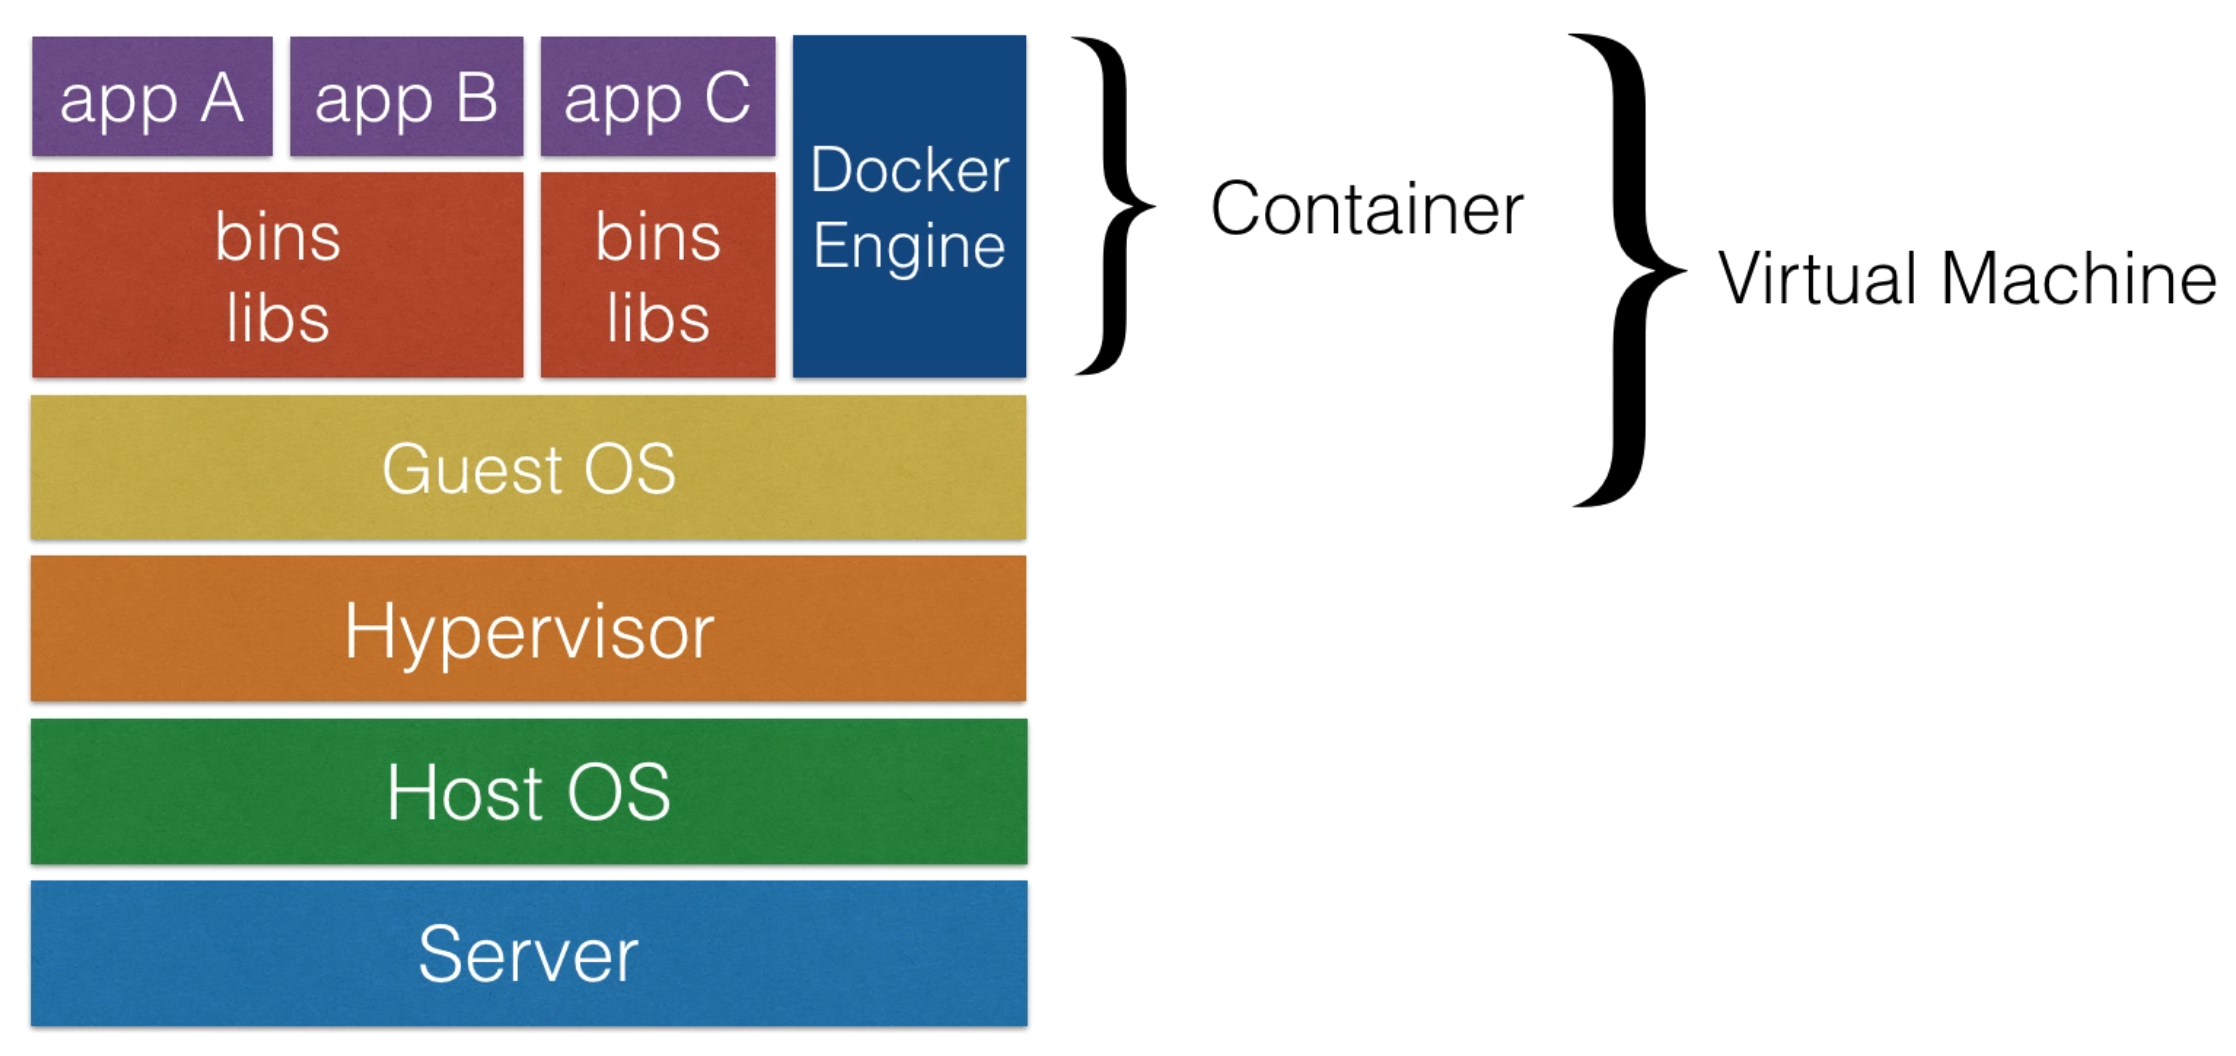 app A
app B
app C
Docker
Engine
bins
libs
bins
libs
Container
Virtual Machine
Guest OS
Hypervisor
Host OS
Server